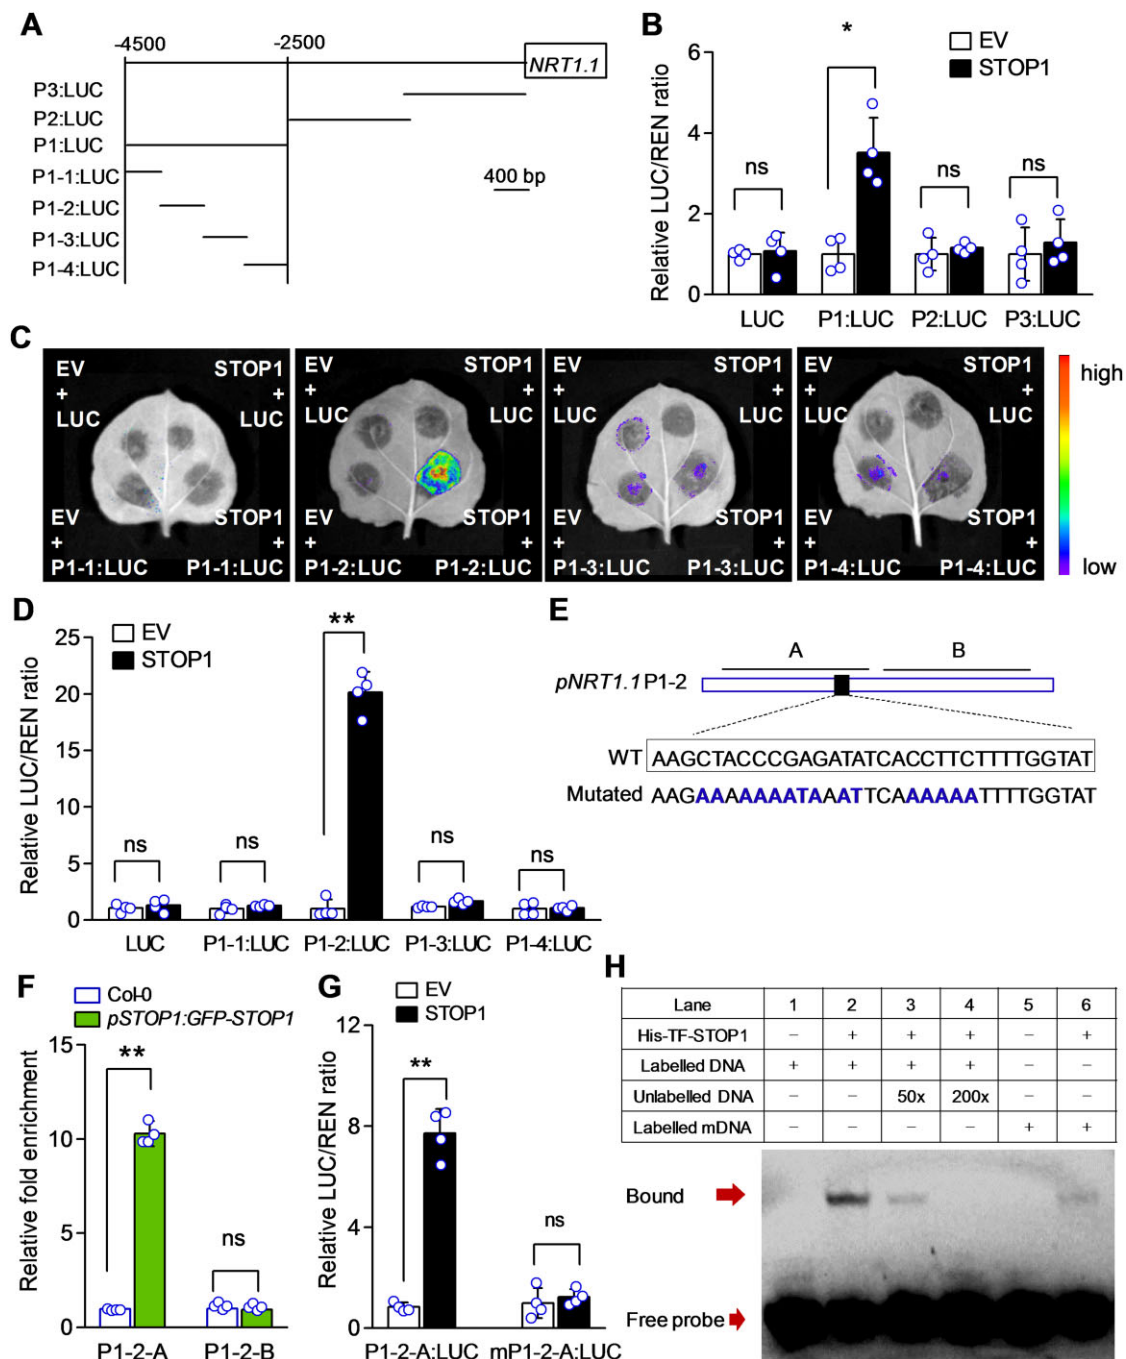 A
-4500
-2500
NRT1.1
P3:LUC
P2:LUC
P1:LUC
P1-1:LUC
P1-2:LUC
P1-3:LUC
P1-4:LUC
400 bp
B
Relative LUC/REN ratio
6
4
2
0
EV
STOP1
ns
*
ns
ns
LUC
P1:LUC
P2:LUC
P3:LUC
C
EV
+
LUC
STOP1
+
LUC
EV
+
P1-1:LUC
STOP1
+
P1-1:LUC
EV
+
LUC
STOP1
+
LUC
EV
+
P1-2:LUC
STOP1
+
P1-2:LUC
EV
+
LUC
STOP1
+
LUC
EV
+
P1-3:LUC
STOP1
+
P1-3:LUC
EV
+
LUC
STOP1
+
LUC
EV
+
P1-4:LUC
STOP1
+
P1-4:LUC
high
low
D
Relative LUC/REN ratio
25
20
15
10
5
0
EV
STOP1
ns
ns
**
ns
ns
LUC
P1-1:LUC
P1-2:LUC
P1-3:LUC
P1-4:LUC
E
A
B
pNRT1.1 P1-2
WT AAGCTACCCGAGATATCACCTTCTTTTGGTAT
Mutated AAGAAAAAAATAAATTCAAAAAATTTTGGTAT
F
Relative fold enrichment
15
10
5
0
Col-0
pSTOP1:GFP-STOP1
**
ns
P1-2-A
P1-2-B
G
Relative LUC/REN ratio
12
8
4
0
EV
STOP1
**
ns
P1-2-A:LUC
mP1-2-A:LUC
H
Lane 1 2 3 4 5 6
His-TF-STOP1 − + + + − +
Labelled DNA + + + + − −
Unlabelled DNA − − 50x 200x − −
Labelled mDNA − − − − + +
Bound
Free probe